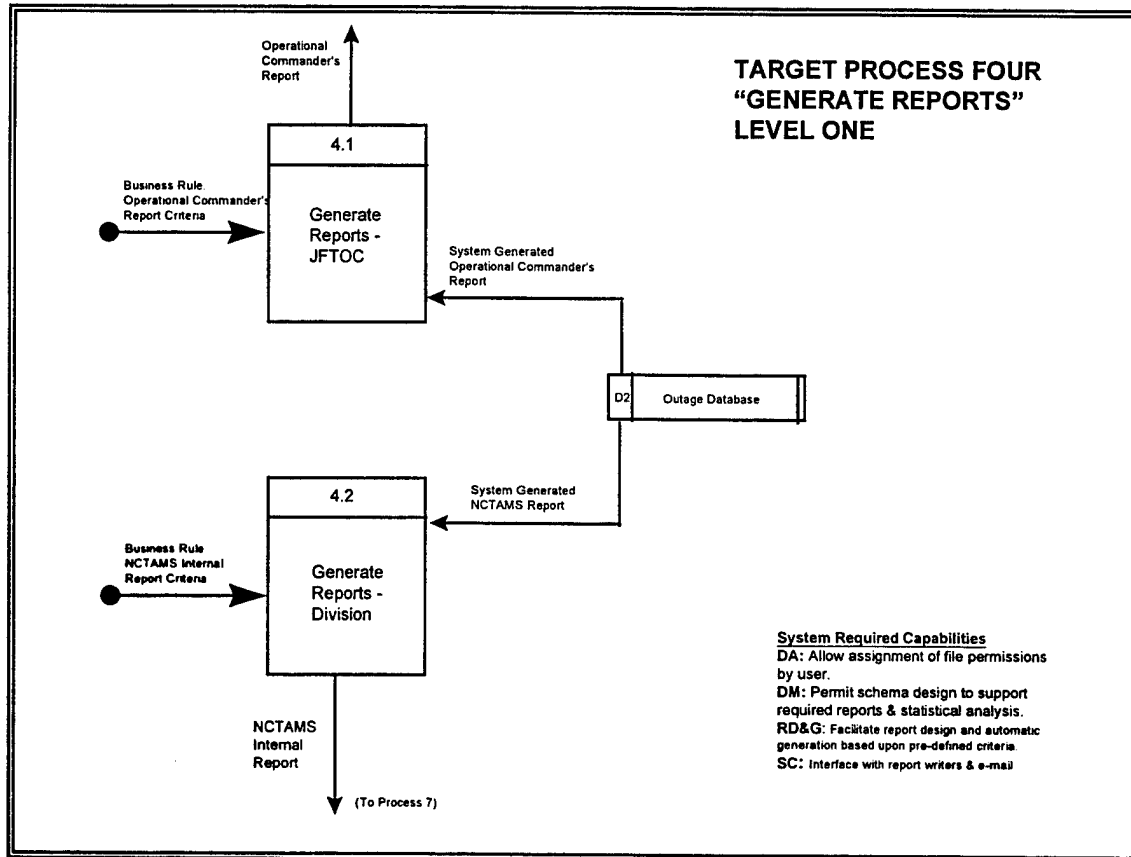 Operational
Commander's
Report
TARGET PROCESS FOUR
“GENERATE REPORTS”
LEVEL ONE
4.1
Business Rule.
Operational Commander's
Report Criteria
Generate
Reports -
JFTOC
System Generated
Operational Commander's
Report
D2
Outage Database
4.2
System Generated
NCTAMS Report
Business Rule
NCTAMS Internal
Report Criteria
Generate
Reports -
Division
System Required Capabilities
DA: Allow assignment of file permissions
by user.
DM: Permit schema design to support
required reports & statistical analysis.
RD&G: Facilitate report design and automatic
generation based upon pre-defined criteria.
SC: Interface with report writers & e-mail
NCTAMS
Internal
Report
(To Process 7)